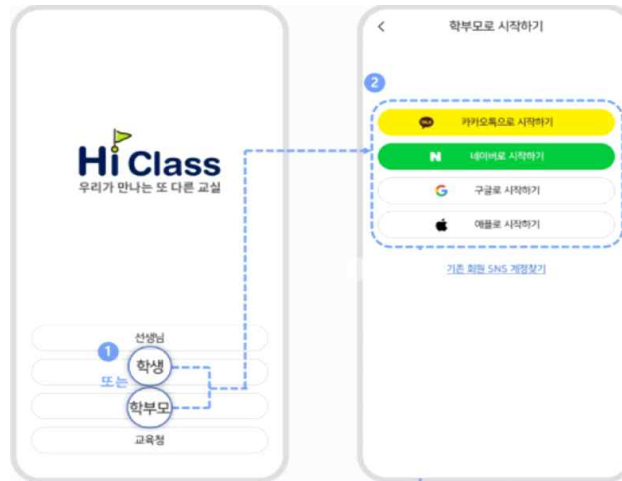 Hi Class
우리가 만나는 또 다른 교실
선생님
1
학생
또는
학부모
교육청
학부모로 시작하기
2
TALK
카카오톡으로 시작하기
N
네이버로 시작하기
G
구글로 시작하기
애플로 시작하기
기존 회원 SNS 계정찾기